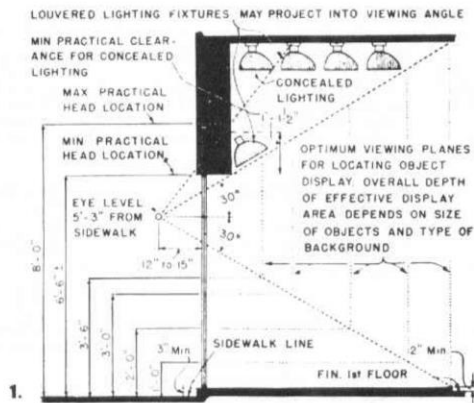 LOUVERED LIGHTING FIXTURES MAY PROJECT INTO VIEWING ANGLE
MIN PRACTICAL CLEAR-
ANCE FOR CONCEALED
LIGHTING
CONCEALED
LIGHTING
MAX PRACTICAL
HEAD LOCATION
1'-1/2"
MIN PRACTICAL
HEAD LOCATION
OPTIMUM VIEWING PLANES
FOR LOCATING OBJECT
DISPLAY. OVERALL DEPTH
OF EFFECTIVE DISPLAY
AREA DEPENDS ON SIZE
OF OBJECTS AND TYPE OF
BACKGROUND
EYE LEVEL
5'-3" FROM
SIDEWALK
30°
30°
12" to 15"
8'-0"
6'-6" ±
3'-6"
3'-0"
2'-0"
1'-0"
3" Min
SIDEWALK LINE
2" Min
FIN. 1st FLOOR
1.